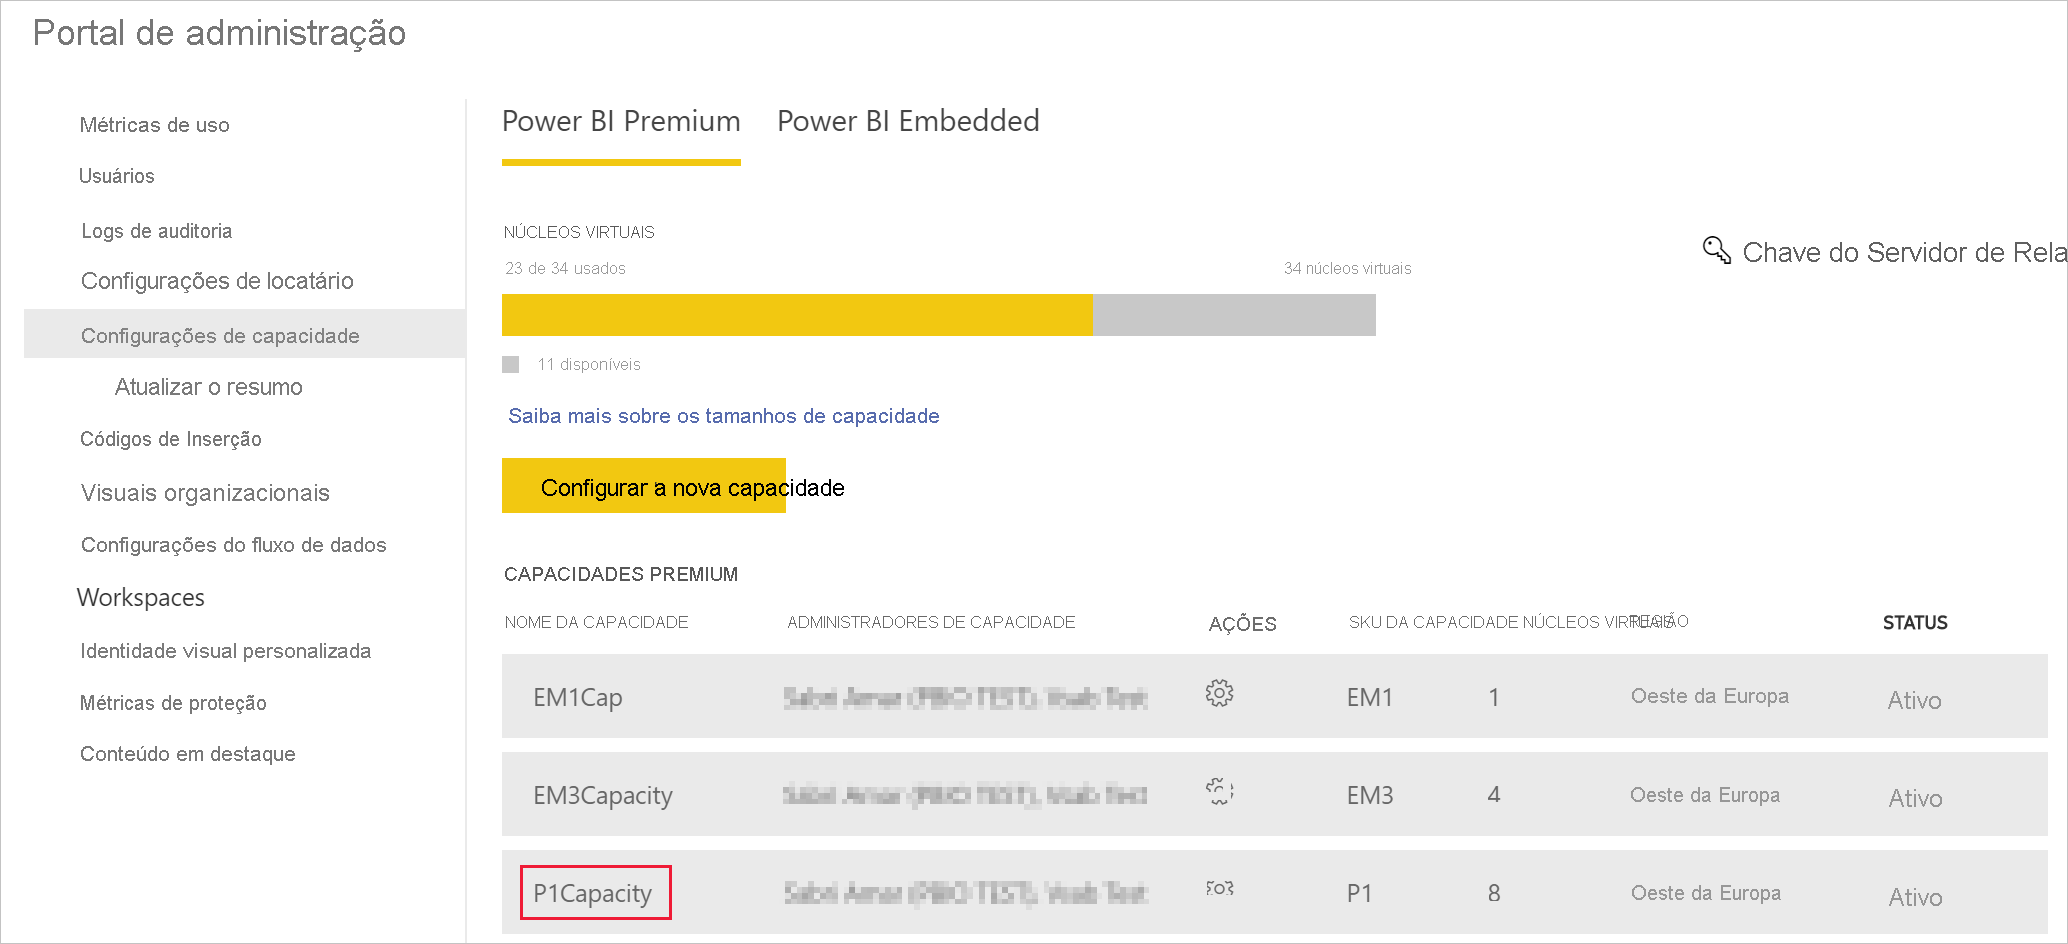 Portal de administração
Métricas de uso
Usuários
Logs de auditoria
Configurações de locatário
Configurações de capacidade
Atualizar o resumo
Códigos de Inserção
Visuais organizacionais
Configurações do fluxo de dados
Workspaces
Identidade visual personalizada
Métricas de proteção
Conteúdo em destaque
Power BI Premium Power BI Embedded
NÚCLEOS VIRTUAIS
23 de 34 usados 34 núcleos virtuais
Chave do Servidor de Rela
11 disponíveis
Saiba mais sobre os tamanhos de capacidade
Configurar a nova capacidade
CAPACIDADES PREMIUM
NOME DA CAPACIDADE ADMINISTRADORES DE CAPACIDADE AÇÕES SKU DA CAPACIDADE NÚCLEOS VIRTUAIS REGIÃO STATUS
EM1Cap EM1 1 Oeste da Europa Ativo
EM3Capacity EM3 4 Oeste da Europa Ativo
P1Capacity P1 8 Oeste da Europa Ativo